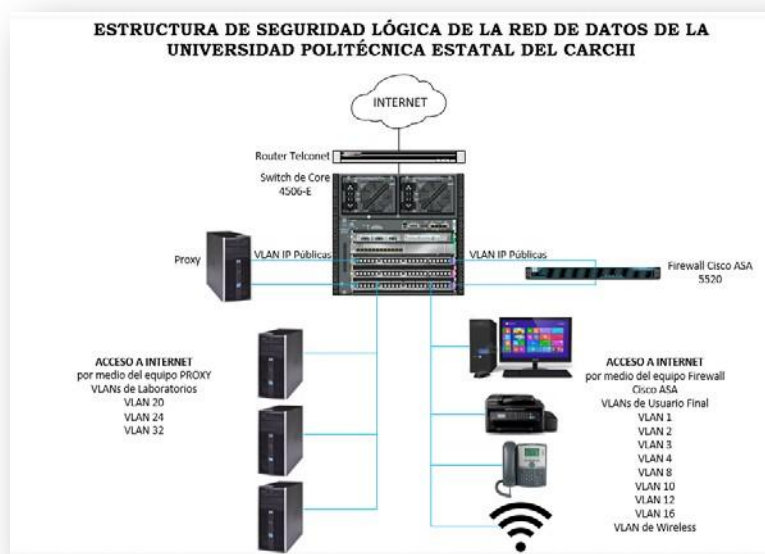 ESTRUCTURA DE SEGURIDAD LÓGICA DE LA RED DE DATOS DE LA
UNIVERSIDAD POLITÉCNICA ESTATAL DEL CARCHI
INTERNET
Router Telconet
Switch de Core
4506-E
Proxy
VLAN IP Públicas
VLAN IP Públicas
Firewall Cisco ASA
5520
ACCESO A INTERNET
por medio del equipo PROXY
VLANs de Laboratorios
VLAN 20
VLAN 24
VLAN 32
ACCESO A INTERNET
por medio del equipo Firewall
Cisco ASA
VLANs de Usuario Final
VLAN 1
VLAN 2
VLAN 3
VLAN 4
VLAN 8
VLAN 10
VLAN 12
VLAN 16
VLAN de Wireless